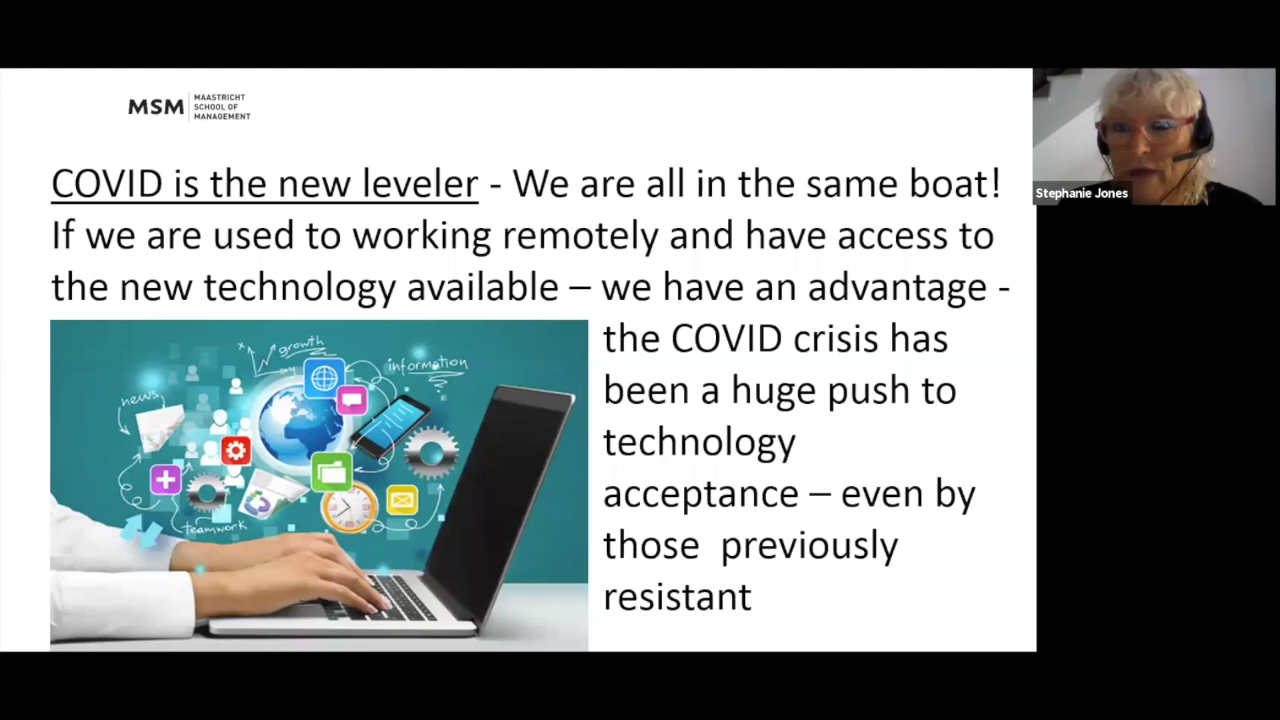 MSM
MAASTRICHT
SCHOOL OF
MANAGEMENT
COVID is the new leveler - We are all in the same boat!
If we are used to working remotely and have access to
the new technology available – we have an advantage -
the COVID crisis has
been a huge push to
technology
acceptance – even by
those previously
resistant
growth
information
news
teamwork
Stephanie Jones